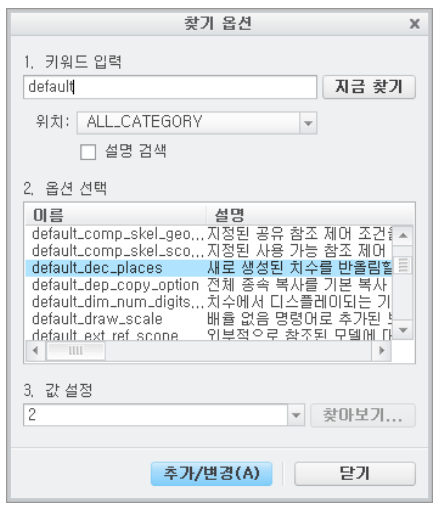 찾기 옵션
x
1. 키워드 입력
default
지금 찾기
위치: ALL_CATEGORY
설명 검색
2. 옵션 선택
이름 설명
default_comp_skel_geo... 지정된 공유 참조 제어 조건을
default_comp_skel_sco... 지정된 사용 가능 참조 제어
default_dec_places 새로 생성된 치수를 반올림할
default_dep_copy_option 전체 종속 복사를 기본 복사
default_dim_num_digits... 치수에서 디스플레이되는 기
default_draw_scale 배율 없음 명령어로 추가된
default_ext_ref_scope 외부적으로 참조된 모델에
3. 값 설정
2
찾아보기...
추가/변경(A)
닫기